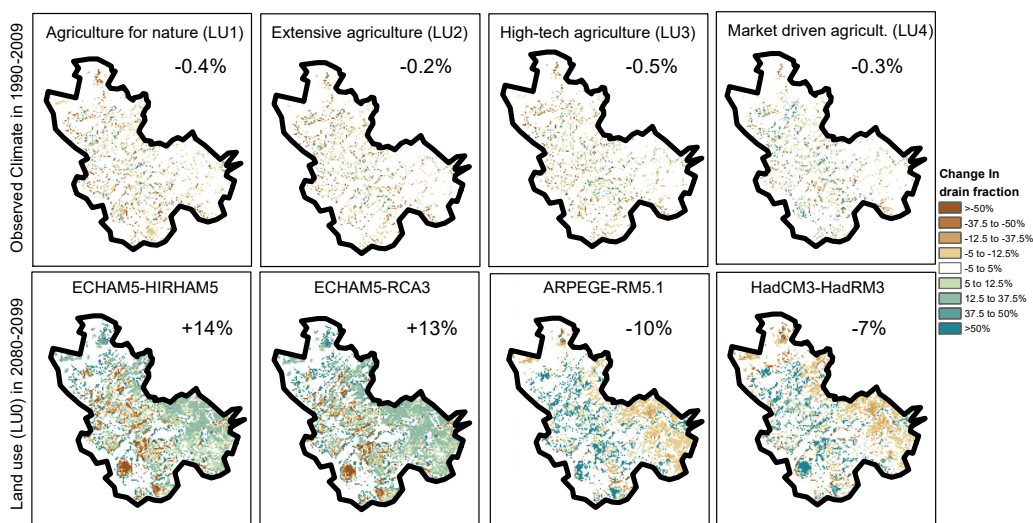 Observed Climate in 1990-2009
Agriculture for nature (LU1)
-0.4%
Extensive agriculture (LU2)
-0.2%
High-tech agriculture (LU3)
-0.5%
Market driven agricult. (LU4)
-0.3%
Land use (LU0) in 2080-2099
ECHAM5-HIRHAM5
+14%
ECHAM5-RCA3
+13%
ARPEGE-RM5.1
-10%
HadCM3-HadRM3
-7%
Change In
drain fraction
>-50%
-37.5 to -50%
-12.5 to -37.5%
-5 to -12.5%
-5 to 5%
5 to 12.5%
12.5 to 37.5%
37.5 to 50%
>50%